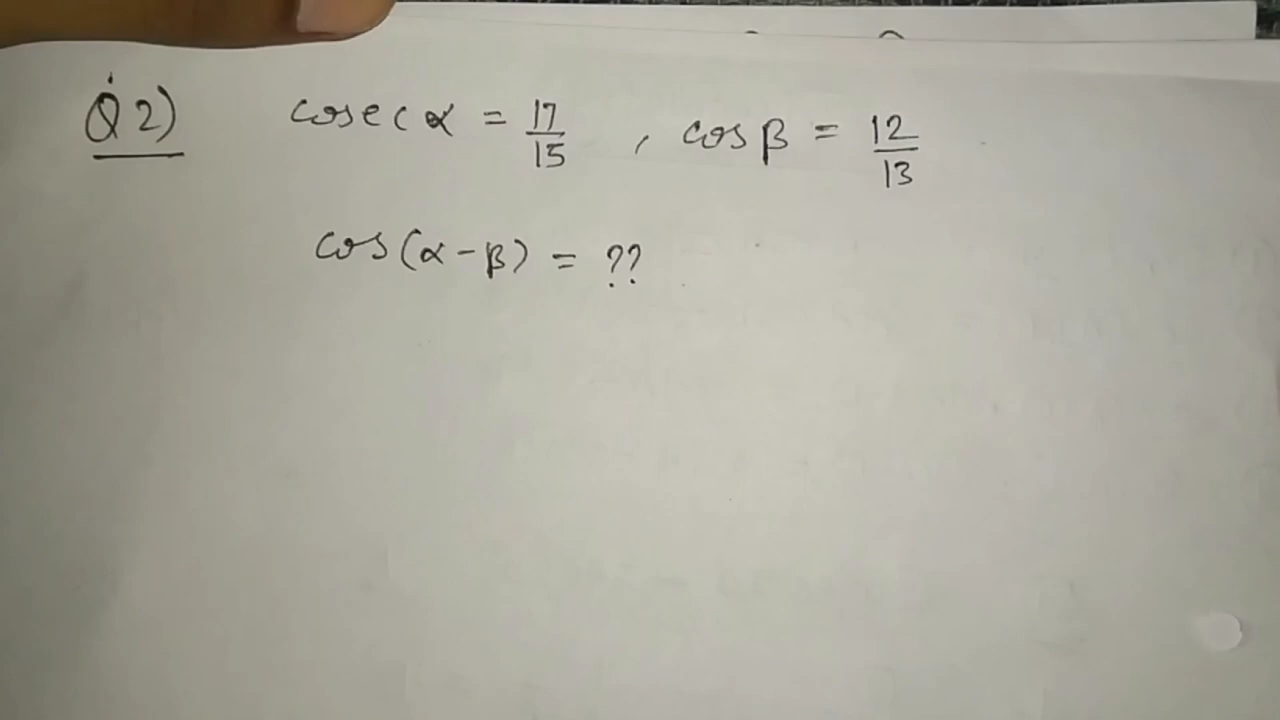 Q2) cosec α = 17/15 , cos β = 12/13
cos(α - β) = ??